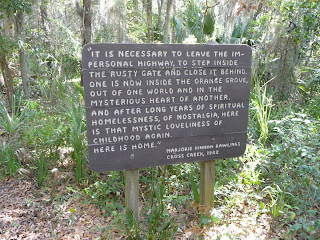 "IT IS NECESSARY TO LEAVE THE IM-
PERSONAL HIGHWAY, TO STEP INSIDE
THE RUSTY GATE AND CLOSE IT BEHIND.
ONE IS NOW INSIDE THE ORANGE GROVE,
OUT OF ONE WORLD AND IN THE
MYSTERIOUS HEART OF ANOTHER.
AND AFTER LONG YEARS OF SPIRITUAL
HOMELESSNESS, OF NOSTALGIA, HERE
IS THAT MYSTIC LOVELINESS OF
CHILDHOOD AGAIN.
HERE IS HOME."
MARJORIE KINNAN RAWLINGS
CROSS CREEK, 1942